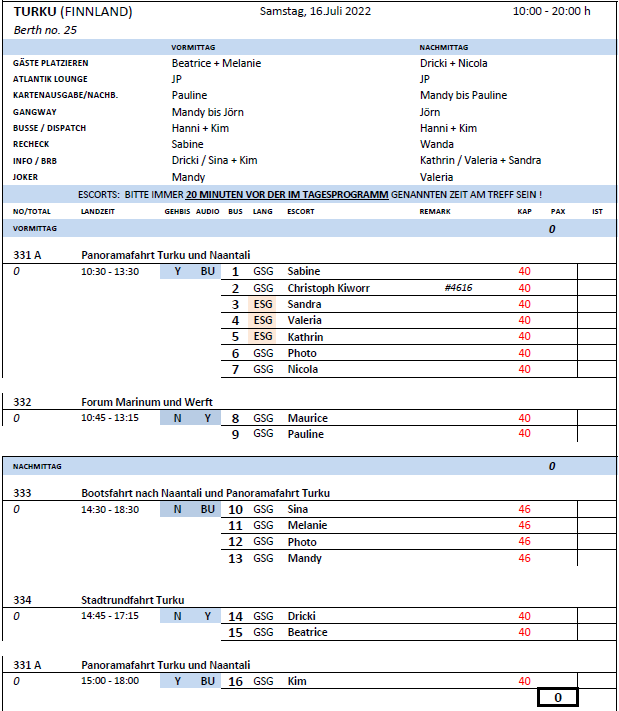 TURKU (FINNLAND) Samstag, 16.Juli 2022 10:00 - 20:00 h
Berth no. 25
VORMITTAG NACHMITTAG
GÄSTE PLATZIEREN Beatrice + Melanie Dricki + Nicola
ATLANTIK LOUNGE JP JP
KARTENAUSGABE/NACHB. Pauline Mandy bis Pauline
GANGWAY Mandy bis Jörn Jörn
BUSSE / DISPATCH Hanni + Kim Hanni + Kim
RECHECK Sabine Wanda
INFO / BRB Dricki / Sina + Kim Kathrin / Valeria + Sandra
JOKER Mandy Valeria
ESCORTS: BITTE IMMER 20 MINUTEN VOR DER IM TAGESPROGRAMM GENANNTEN ZEIT AM TREFF SEIN !
NO/TOTAL LANDZEIT GEHBIS AUDIO BUS LANG ESCORT REMARK KAP PAX IST
VORMITTAG 0
331 A Panoramafahrt Turku und Naantali
0 10:30 - 13:30 Y BU 1 GSG Sabine 40
2 GSG Christoph Kiworr #4616 40
3 ESG Sandra 40
4 ESG Valeria 40
5 ESG Kathrin 40
6 GSG Photo 40
7 GSG Nicola 40
332 Forum Marinum und Werft
0 10:45 - 13:15 N Y 8 GSG Maurice 40
9 GSG Pauline 40
NACHMITTAG 0
333 Bootsfahrt nach Naantali und Panoramafahrt Turku
0 14:30 - 18:30 N BU 10 GSG Sina 46
11 GSG Melanie 46
12 GSG Photo 46
13 GSG Mandy 46
334 Stadtrundfahrt Turku
0 14:45 - 17:15 N Y 14 GSG Dricki 40
15 GSG Beatrice 40
331 A Panoramafahrt Turku und Naantali
0 15:00 - 18:00 Y BU 16 GSG Kim 40
0